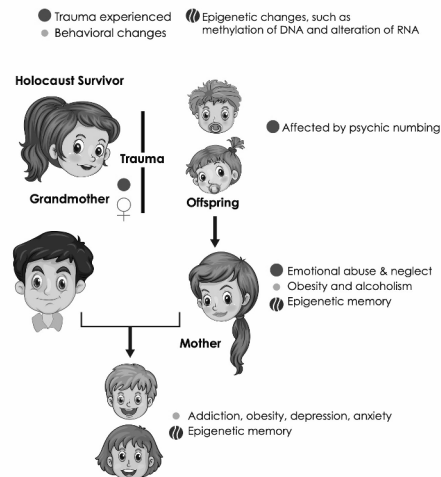 Trauma experienced
Behavioral changes
Epigenetic changes, such as
methylation of DNA and alteration of RNA
Holocaust Survivor
Trauma
Grandmother
Affected by psychic numbing
Offspring
Emotional abuse & neglect
Obesity and alcoholism
Epigenetic memory
Mother
Addiction, obesity, depression, anxiety
Epigenetic memory